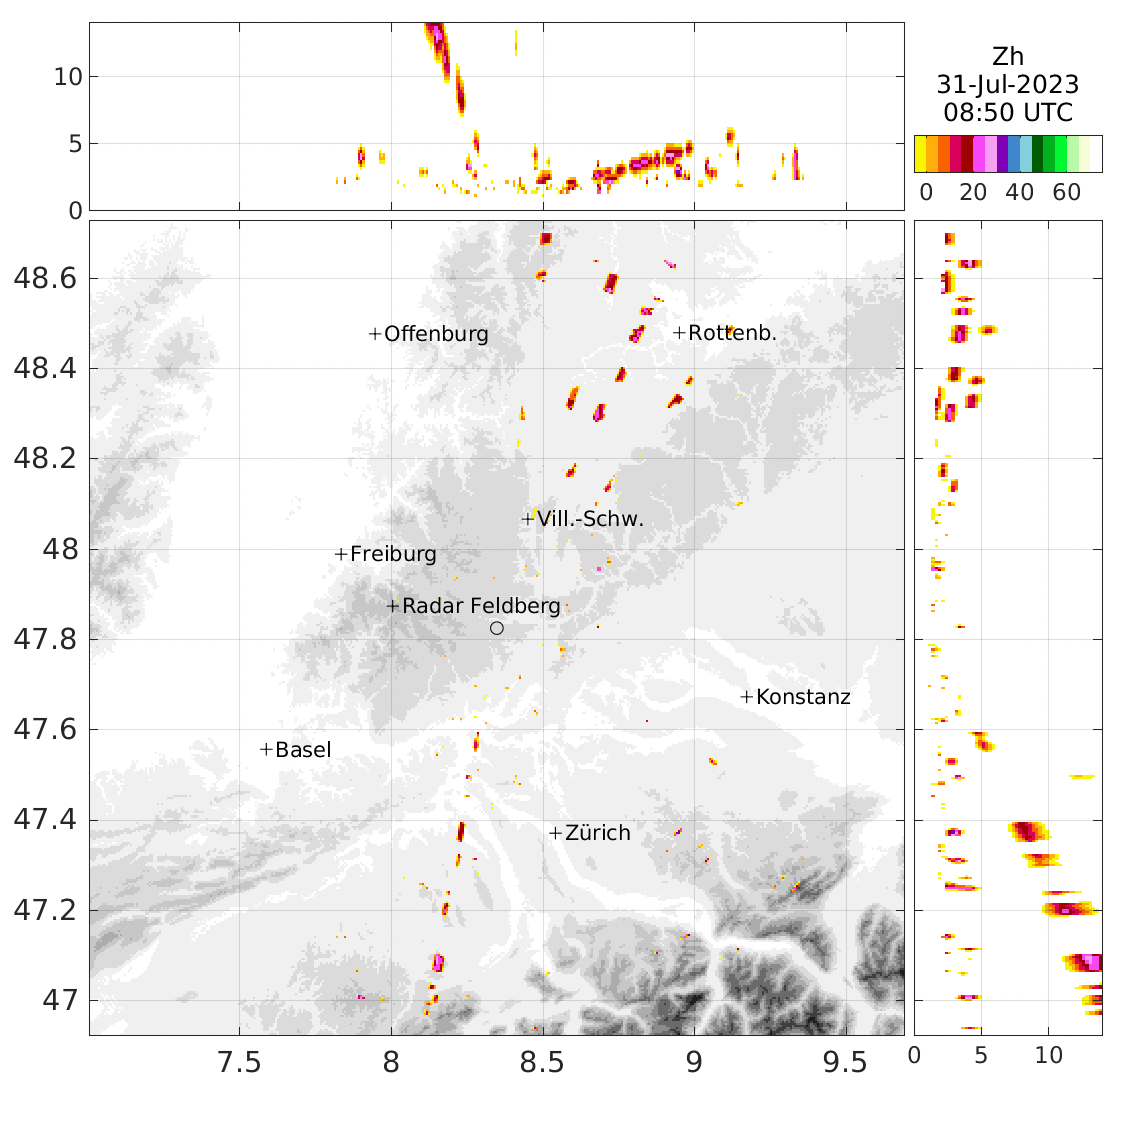 Zh
31-Jul-2023
08:50 UTC
0 20 40 60
10
5
0
48.6
48.4
48.2
48
47.8
47.6
47.4
47.2
47
+Offenburg
+Rottenb.
+Vill.-Schw.
+Freiburg
+Radar Feldberg
+Konstanz
+Basel
+Zürich
7.5 8 8.5 9 9.5
0 5 10